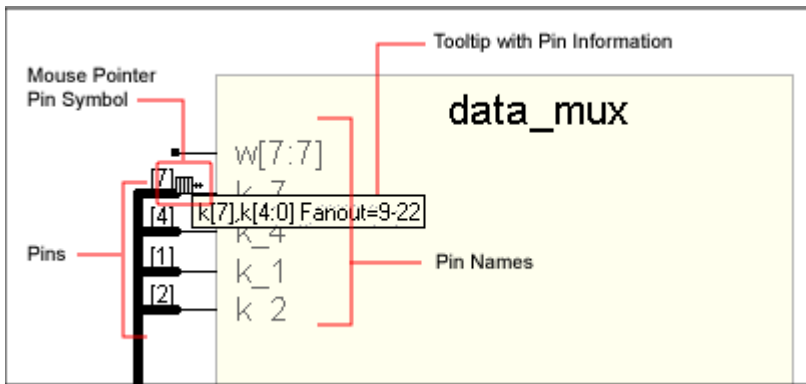 Tooltip with Pin Information
Mouse Pointer
Pin Symbol
data_mux
w[7:7]
[7]
k_7
k[7],k[4:0] Fanout=9-22
[4]
k_4
Pins
[1]
k_1
Pin Names
[2]
k_2